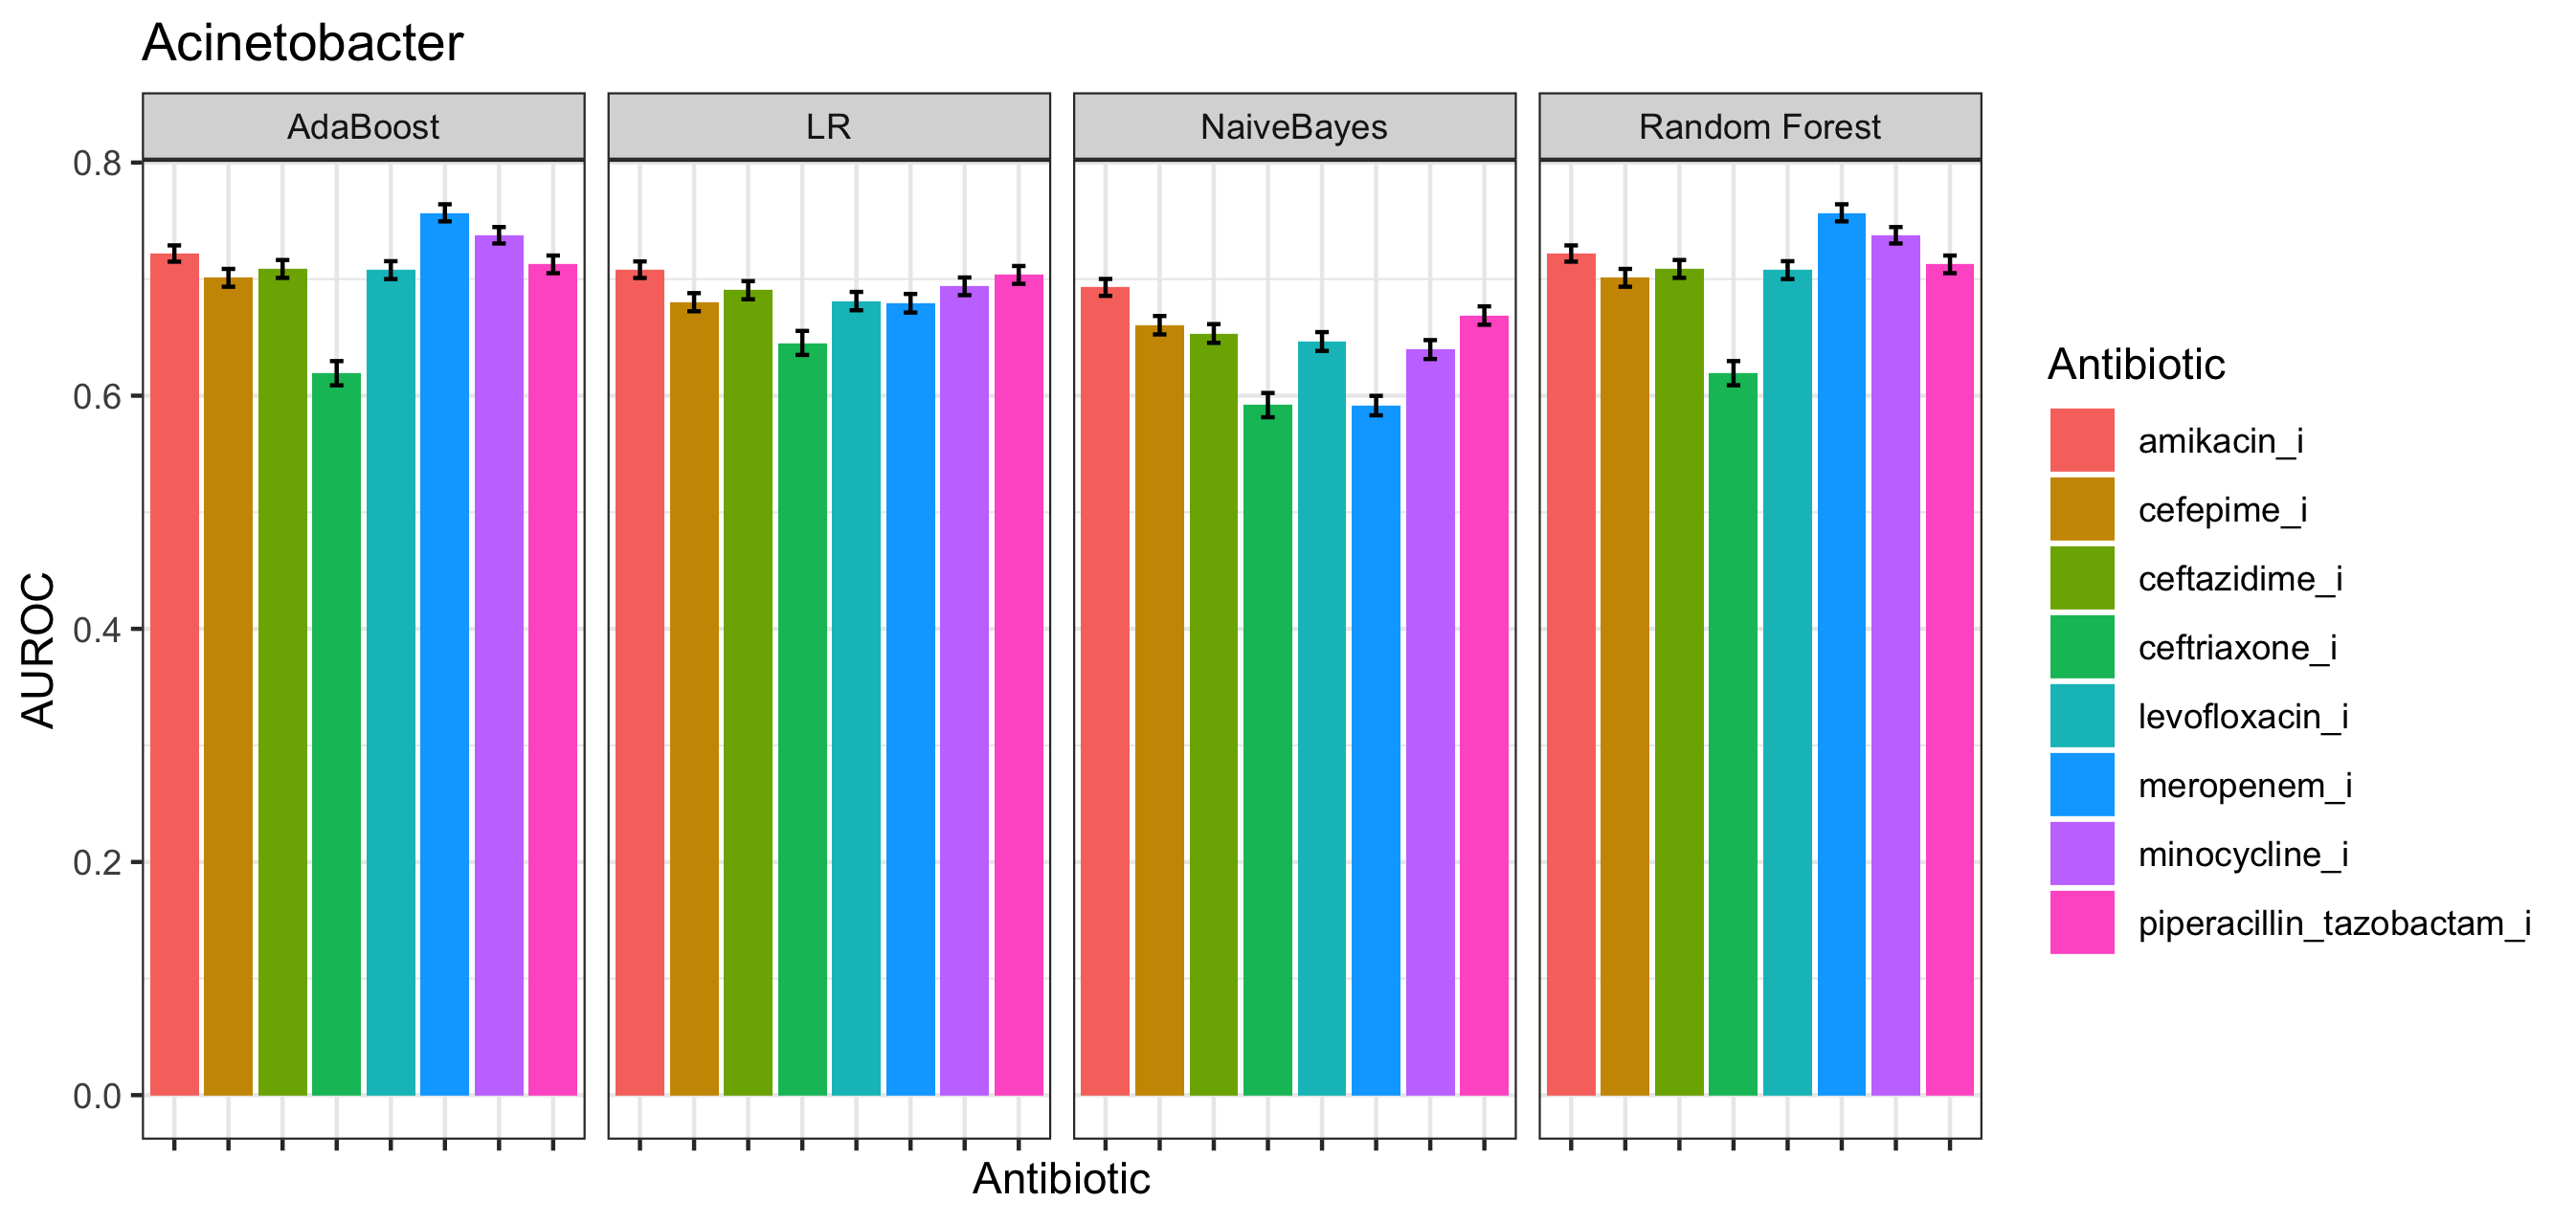 Acinetobacter
AdaBoost
LR
NaiveBayes
Random Forest
0.8
0.6
0.4
0.2
0.0
AUROC
Antibiotic
Antibiotic
amikacin_i
cefepime_i
ceftazidime_i
ceftriaxone_i
levofloxacin_i
meropenem_i
minocycline_i
piperacillin_tazobactam_i